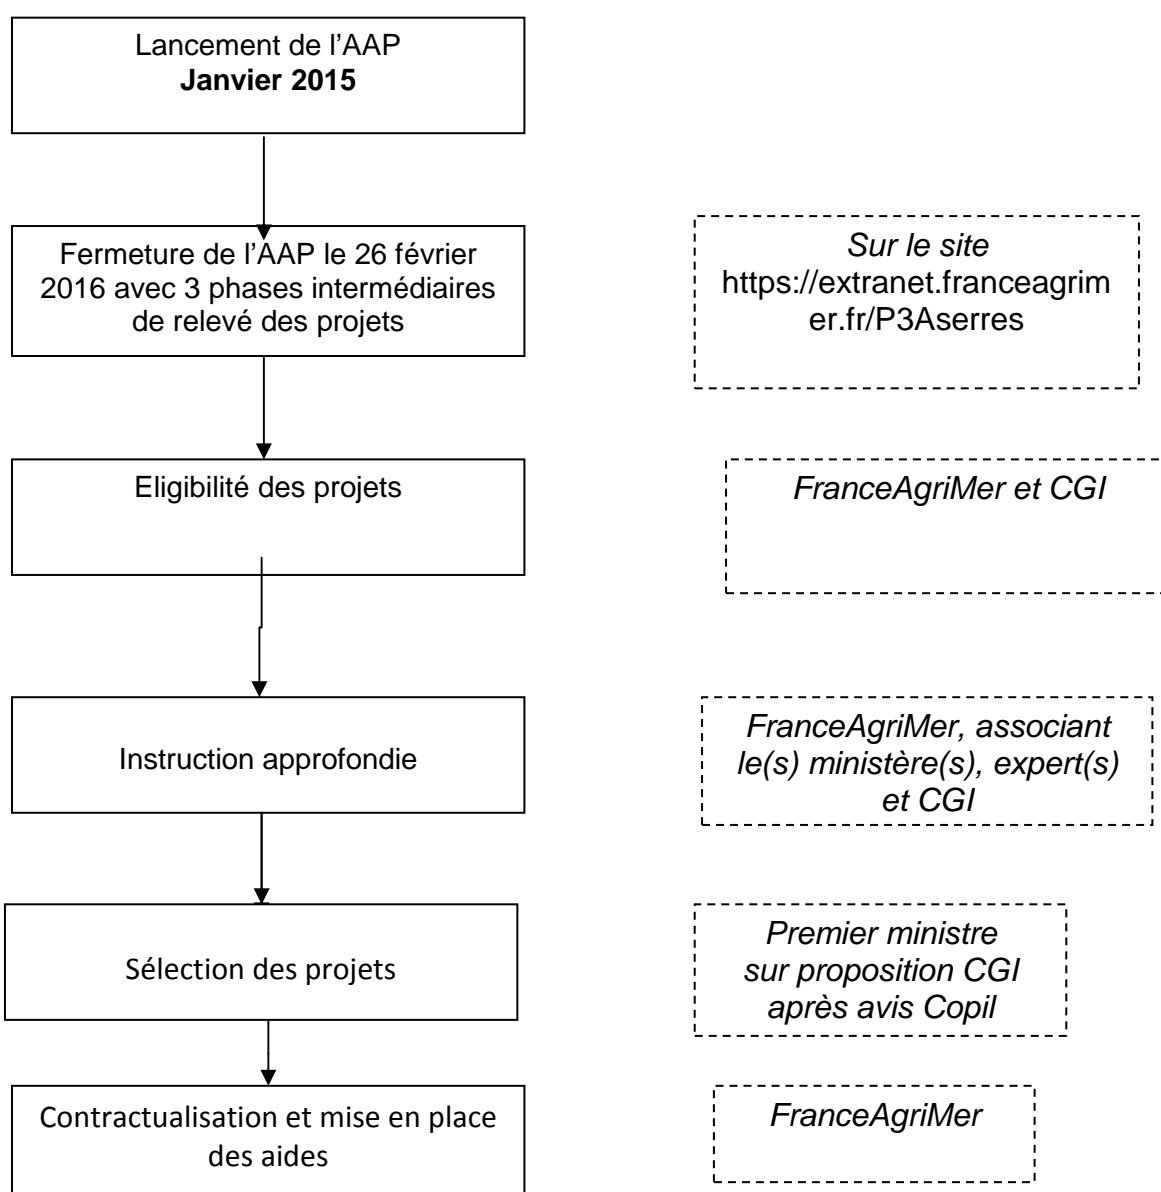 Lancement de l’AAP
Janvier 2015
Fermeture de l’AAP le 26 février
2016 avec 3 phases intermédiaires
de relevé des projets
Sur le site
https://extranet.franceagrim
er.fr/P3Aserres
Eligibilité des projets
FranceAgriMer et CGI
Instruction approfondie
FranceAgriMer, associant
le(s) ministère(s), expert(s)
et CGI
Sélection des projets
Premier ministre
sur proposition CGI
après avis Copil
Contractualisation et mise en place
des aides
FranceAgriMer